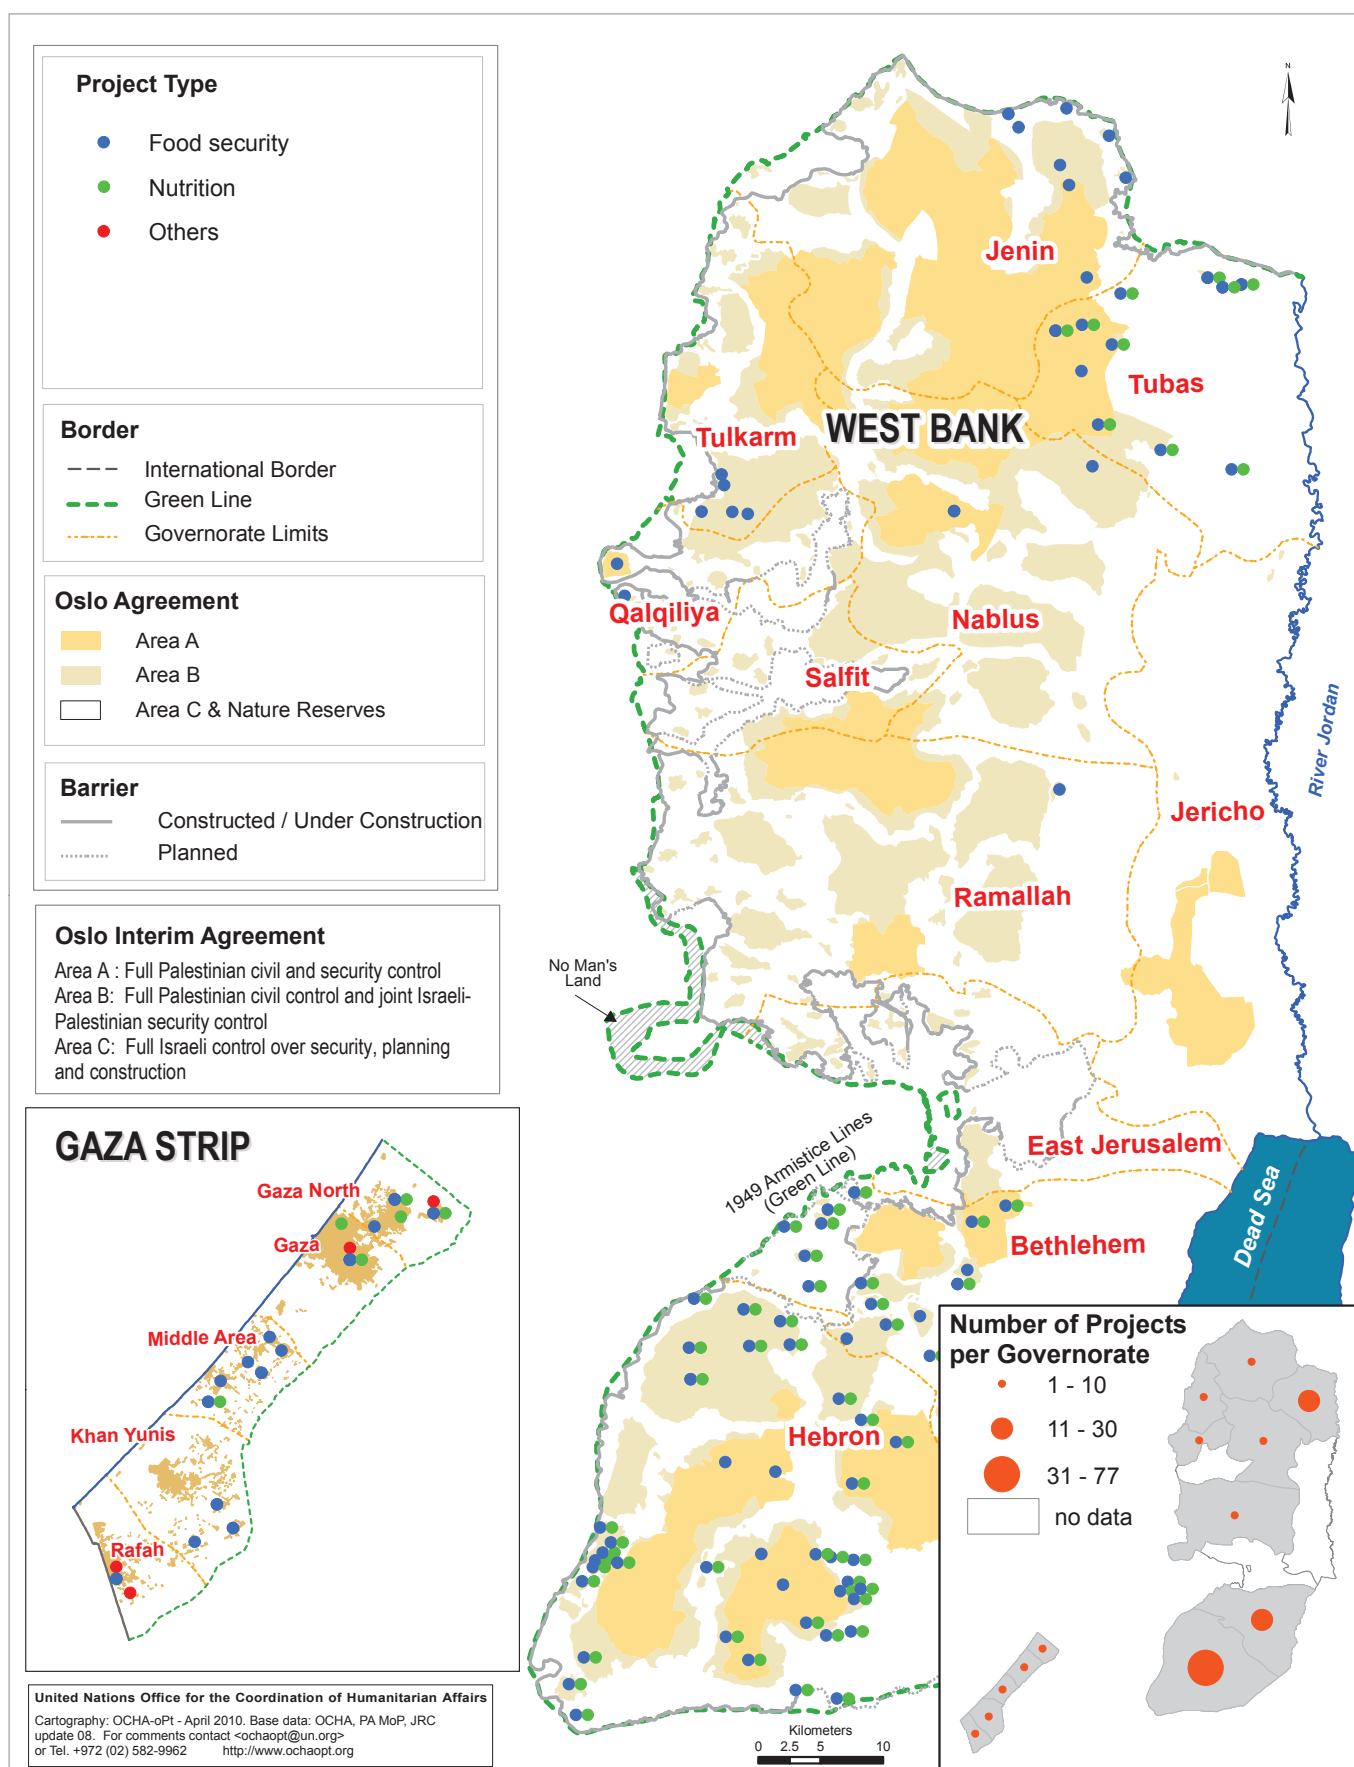 Project Type
Food security
Nutrition
Others
Border
International Border
Green Line
Governorate Limits
Oslo Agreement
Area A
Area B
Area C & Nature Reserves
Barrier
Constructed / Under Construction
Planned
Oslo Interim Agreement
Area A : Full Palestinian civil and security control
Area B: Full Palestinian civil control and joint Israeli-
Palestinian security control
Area C: Full Israeli control over security, planning
and construction
N
Jenin
Tubas
WEST BANK
Tulkarm
Qalqiliya
Nablus
Salfit
River Jordan
Jericho
Ramallah
No Man's
Land
1949 Armistice Lines
(Green Line)
East Jerusalem
Dead Sea
Bethlehem
Hebron
GAZA STRIP
Gaza North
Gaza
Middle Area
Khan Yunis
Rafah
Number of Projects
per Governorate
1 - 10
11 - 30
31 - 77
no data
Kilometers
0 2.5 5 10
United Nations Office for the Coordination of Humanitarian Affairs
Cartography: OCHA-oPt - April 2010. Base data: OCHA, PA MoP, JRC
update 08. For comments contact <ochaopt@un.org>
or Tel. +972 (02) 582-9962 http://www.ochaopt.org